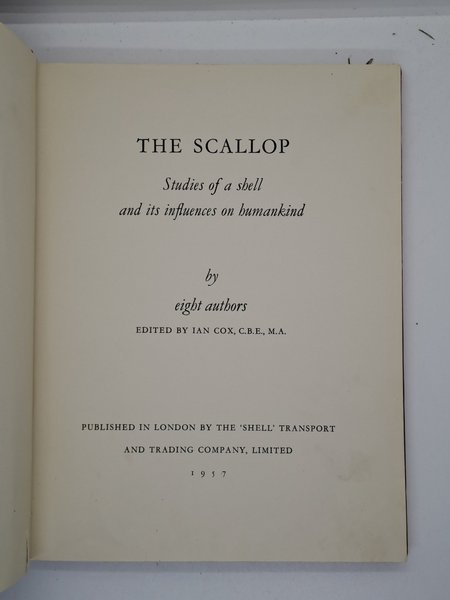 THE SCALLOP
Studies of a shell
and its influences on humankind
by
eight authors
EDITED BY IAN COX, C.B.E., M.A.
PUBLISHED IN LONDON BY THE 'SHELL' TRANSPORT
AND TRADING COMPANY, LIMITED
1957